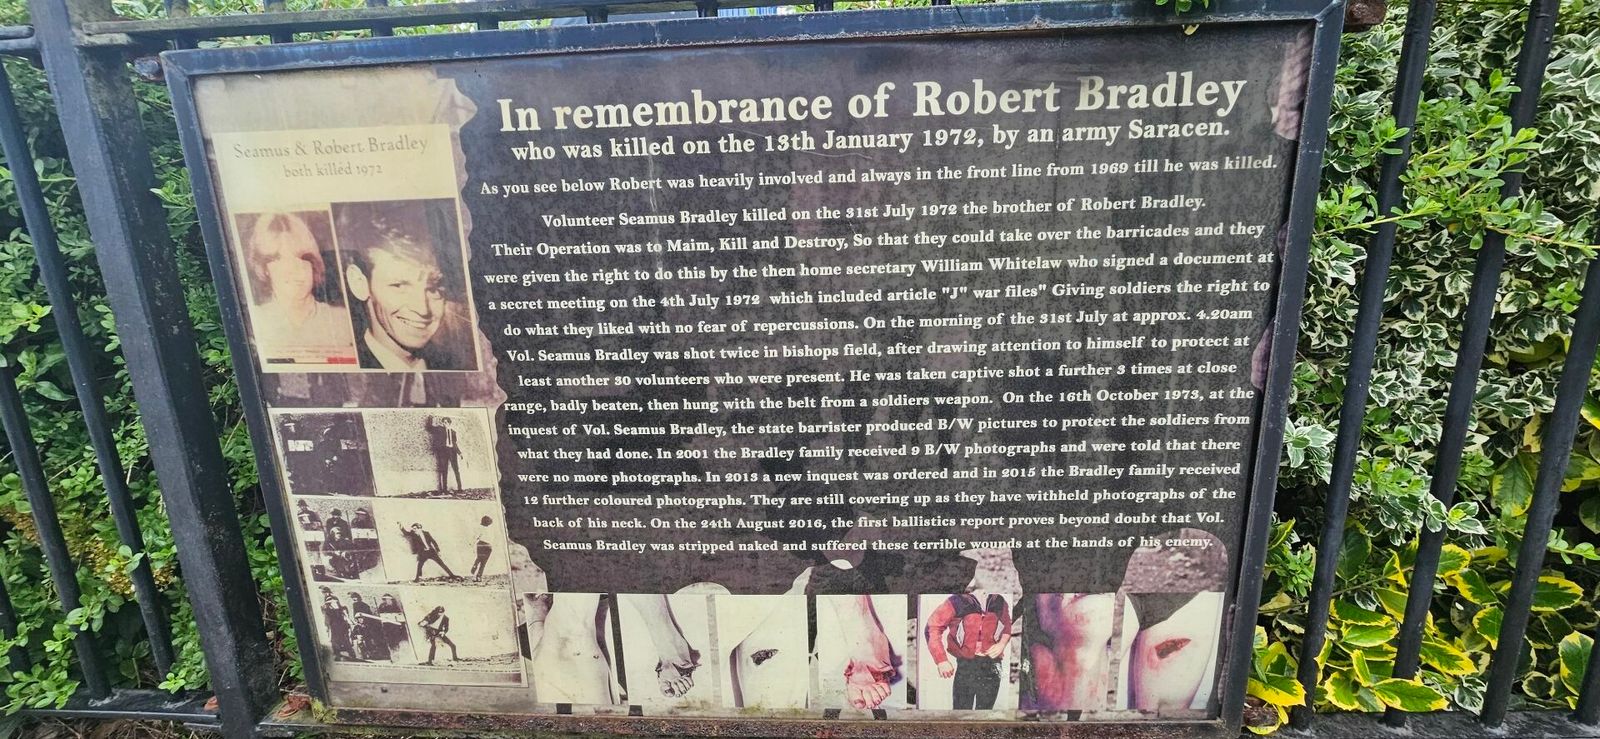 Seamus & Robert Bradley
both killed 1972
In remembrance of Robert Bradley
who was killed on the 13th January 1972, by an army Saracen.
As you see below Robert was heavily involved and always in the front line from 1969 till he was killed.
Volunteer Seamus Bradley killed on the 31st July 1972 the brother of Robert Bradley.
Their Operation was to Maim, Kill and Destroy, So that they could take over the barricades and they
were given the right to do this by the then home secretary William Whitelaw who signed a document at
a secret meeting on the 4th July 1972 which included article "J" war files" Giving soldiers the right to
do what they liked with no fear of repercussions. On the morning of the 31st July at approx. 4.20am
Vol. Seamus Bradley was shot twice in bishops field, after drawing attention to himself to protect at
least another 30 volunteers who were present. He was taken captive shot a further 3 times at close
range, badly beaten, then hung with the belt from a soldiers weapon. On the 16th October 1973, at the
inquest of Vol. Seamus Bradley, the state barrister produced B/W pictures to protect the soldiers from
what they had done. In 2001 the Bradley family received 9 B/W photographs and were told that there
were no more photographs. In 2013 a new inquest was ordered and in 2015 the Bradley family received
12 further coloured photographs. They are still covering up as they have withheld photographs of the
back of his neck. On the 24th August 2016, the first ballistics report proves beyond doubt that Vol.
Seamus Bradley was stripped naked and suffered these terrible wounds at the hands of his enemy.